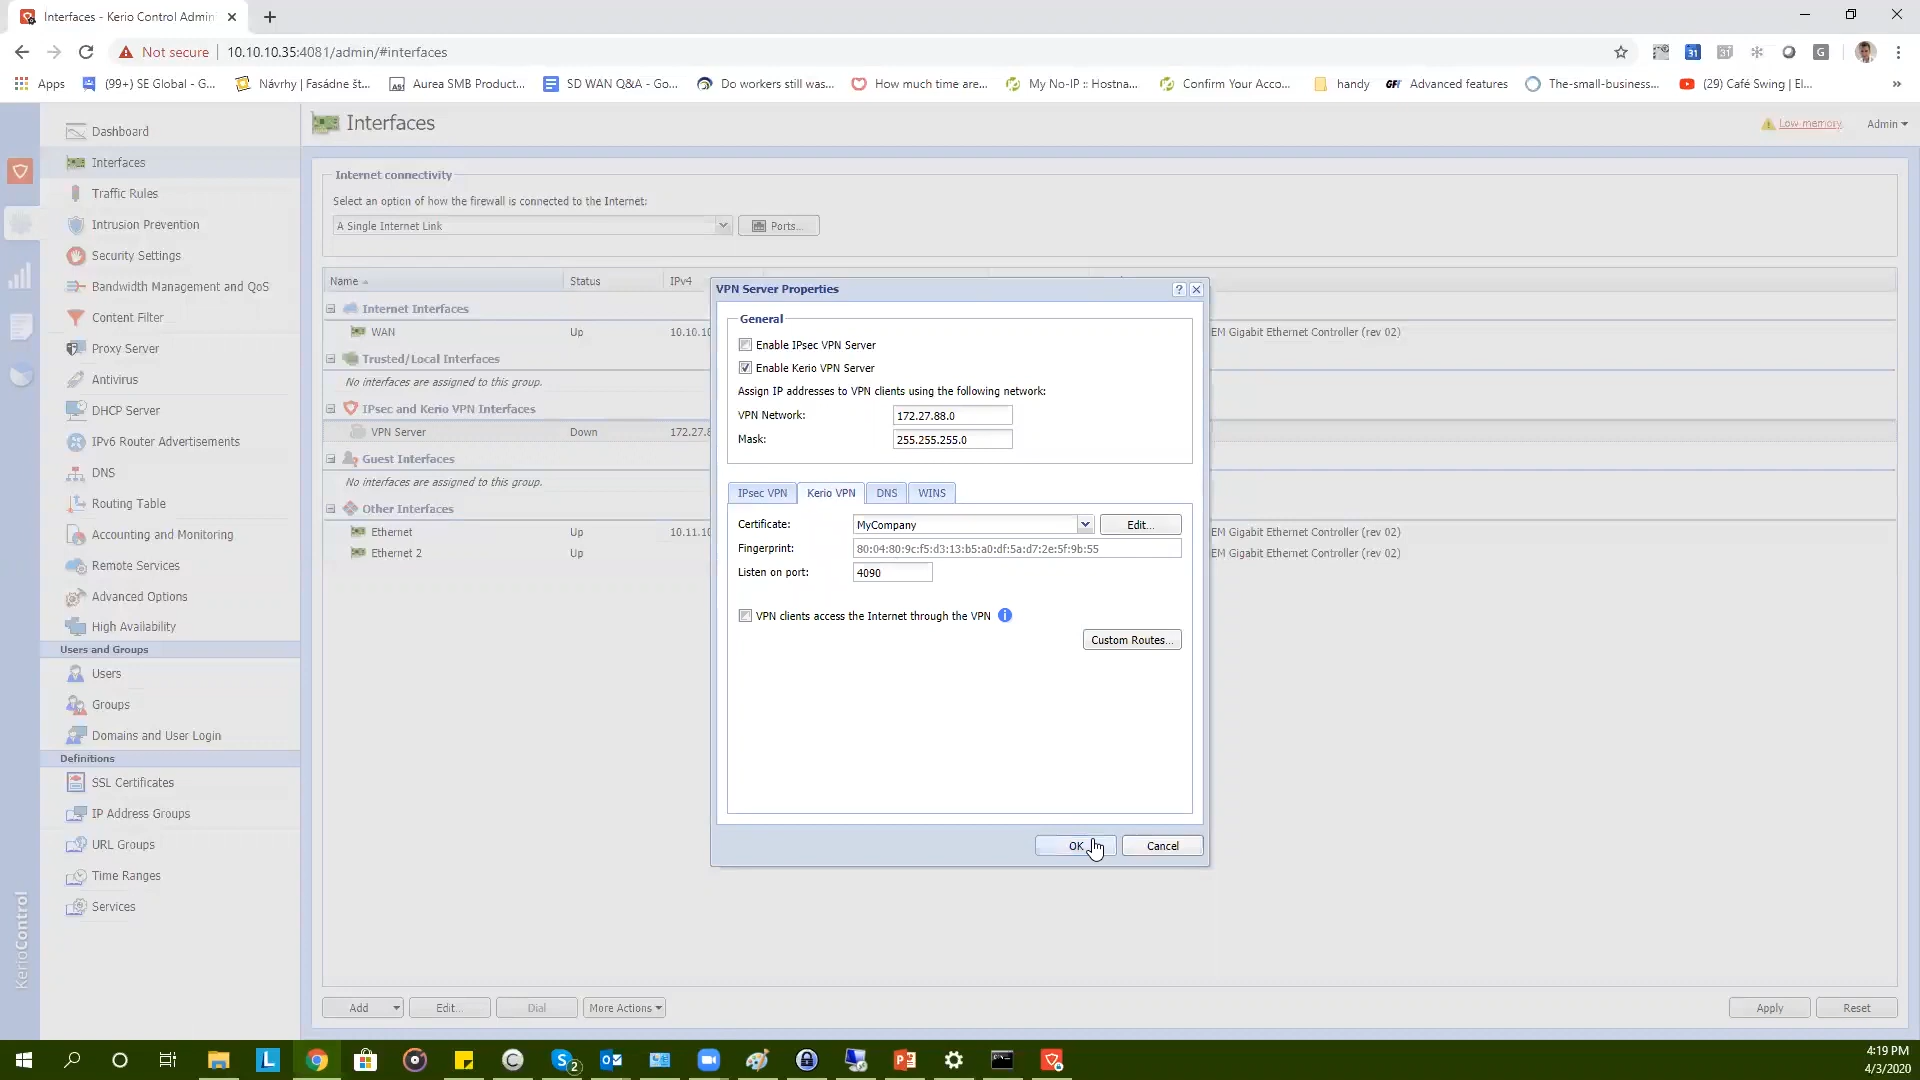 Interfaces - Kerio Control Admin
Not secure 10.10.10.35:4081/admin/#interfaces
Apps (99+) SE Global - G... Návrhy | Fasádne št... Aurea SMB Product... SD WAN Q&A - Go... Do workers still was... How much time are... My No-IP :: Hostna... Confirm Your Acco... handy GFI Advanced features The-small-business... (29) Café Swing | El... »
Interfaces
Low memory Admin
Dashboard
Interfaces
Traffic Rules
Intrusion Prevention
Security Settings
Bandwidth Management and QoS
Content Filter
Proxy Server
Antivirus
DHCP Server
IPv6 Router Advertisements
DNS
Routing Table
Accounting and Monitoring
Remote Services
Advanced Options
High Availability
Users and Groups
Users
Groups
Domains and User Login
Definitions
SSL Certificates
IP Address Groups
URL Groups
Time Ranges
Services
KerioControl
Internet connectivity
Select an option of how the firewall is connected to the Internet:
A Single Internet Link Ports...
Name Status IPv4
Internet Interfaces
WAN Up 10.10.10 EM Gigabit Ethernet Controller (rev 02)
Trusted/Local Interfaces
No interfaces are assigned to this group.
IPsec and Kerio VPN Interfaces
VPN Server Down 172.27.8
Guest Interfaces
No interfaces are assigned to this group.
Other Interfaces
Ethernet Up 10.11.10 EM Gigabit Ethernet Controller (rev 02)
Ethernet 2 Up EM Gigabit Ethernet Controller (rev 02)
VPN Server Properties
General
Enable IPsec VPN Server
Enable Kerio VPN Server
Assign IP addresses to VPN clients using the following network:
VPN Network: 172.27.88.0
Mask: 255.255.255.0
IPsec VPN Kerio VPN DNS WINS
Certificate: MyCompany Edit...
Fingerprint: 80:04:80:9c:f5:d3:13:b5:a0:df:5a:d7:2e:5f:9b:55
Listen on port: 4090
VPN clients access the Internet through the VPN
Custom Routes...
OK Cancel
Add Edit... Dial More Actions Apply Reset
4:19 PM
4/3/2020